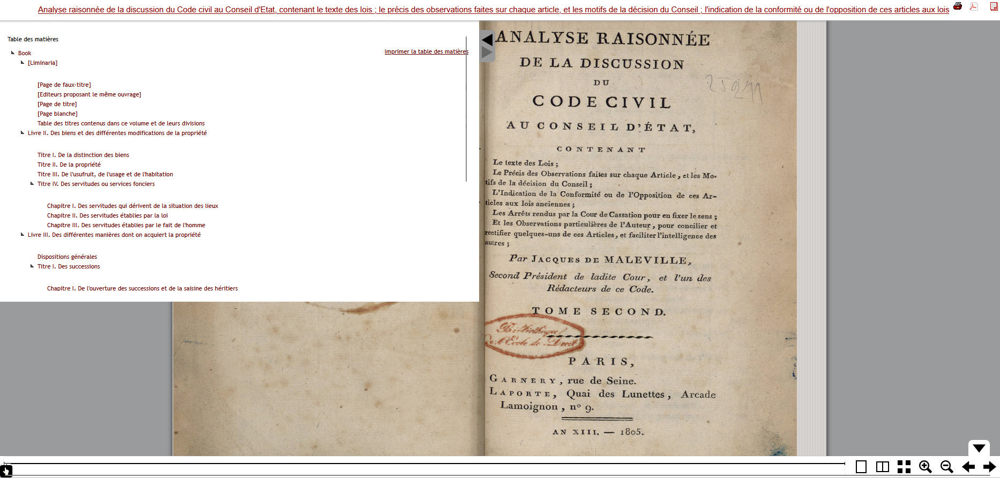 Analyse raisonnée de la discussion du Code civil au Conseil d'Etat, contenant le texte des lois ; le précis des observations faites sur chaque article, et les motifs de la décision du Conseil ; l'indication de la conformité ou de l'opposition de ces articles aux lois
Table des matières
Imprimer la table des matières
Book
[Liminaria]
[Page de faux-titre]
[Editeurs proposant le même ouvrage]
[Page de titre]
[Page blanche]
Table des titres contenus dans ce volume et de leurs divisions
Livre II. Des biens et des différentes modifications de la propriété
Titre I. De la distinction des biens
Titre II. De la propriété
Titre III. De l'usufruit, de l'usage et de l'habitation
Titre IV. Des servitudes ou services fonciers
Chapitre I. Des servitudes qui dérivent de la situation des lieux
Chapitre II. Des servitudes établies par la loi
Chapitre III. Des servitudes établies par le fait de l'homme
Livre III. Des différentes manières dont on acquiert la propriété
Dispositions générales
Titre I. Des successions
Chapitre I. De l'ouverture des successions et de la saisine des héritiers
ANALYSE RAISONNÉE
DE LA DISCUSSION
DU
CODE CIVIL
AU CONSEIL D'ÉTAT,
CONTENANT
Le texte des Lois ;
Le Précis des Observations faites sur chaque Article, et les Mo-
tifs de la décision du Conseil ;
L'Indication de la Conformité ou de l'Opposition de ces Ar-
ticles aux lois anciennes ;
Les Arrêts rendus par la Cour de Cassation pour en fixer le sens ;
Et les Observations particulières de l'Auteur, pour concilier et
rectifier quelques-uns de ces Articles, et faciliter l'intelligence des
autres ;
Par JACQUES DE MALEVILLE,
Second Président de ladite Cour, et l'un des
Rédacteurs de ce Code.
TOME SECOND.
Bibliothèque
de l'École de Droit
PARIS,
GARNERY, rue de Seine.
LAPORTE, Quai des Lunettes, Arcade
Lamoignon, nº 9.
AN XIII. — 1805.